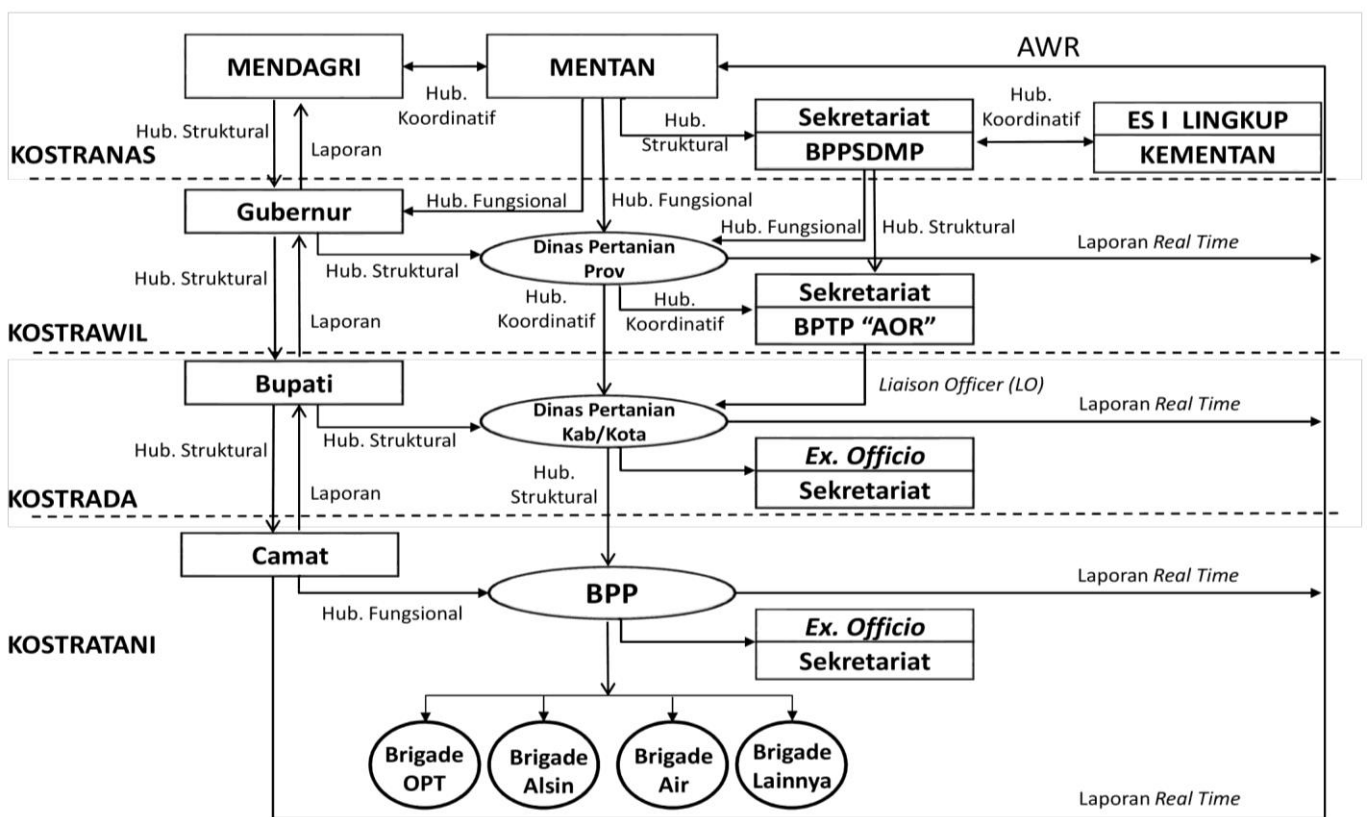 AWR
MENDAGRI
MENTAN
Hub.
Koordinatif
Hub.
Struktural
Sekretariat
BPPSDMP
Hub.
Koordinatif
ES I LINGKUP
KEMENTAN
Hub. Struktural
Laporan
KOSTRANAS
Gubernur
Hub. Fungsional
Hub. Fungsional
Hub. Fungsional
Hub. Struktural
Dinas Pertanian
Prov
Laporan Real Time
Hub. Struktural
Hub. Struktural
Laporan
Hub.
Koordinatif
Hub.
Koordinatif
Sekretariat
BPTP “AOR”
KOSTRAWIL
Bupati
Liaison Officer (LO)
Dinas Pertanian
Kab/Kota
Laporan Real Time
Hub. Struktural
Hub. Struktural
Laporan
Hub.
Struktural
Ex. Officio
Sekretariat
KOSTRADA
Camat
BPP
Laporan Real Time
Hub. Fungsional
Ex. Officio
Sekretariat
KOSTRATANI
Brigade
OPT
Brigade
Alsin
Brigade
Air
Brigade
Lainnya
Laporan Real Time